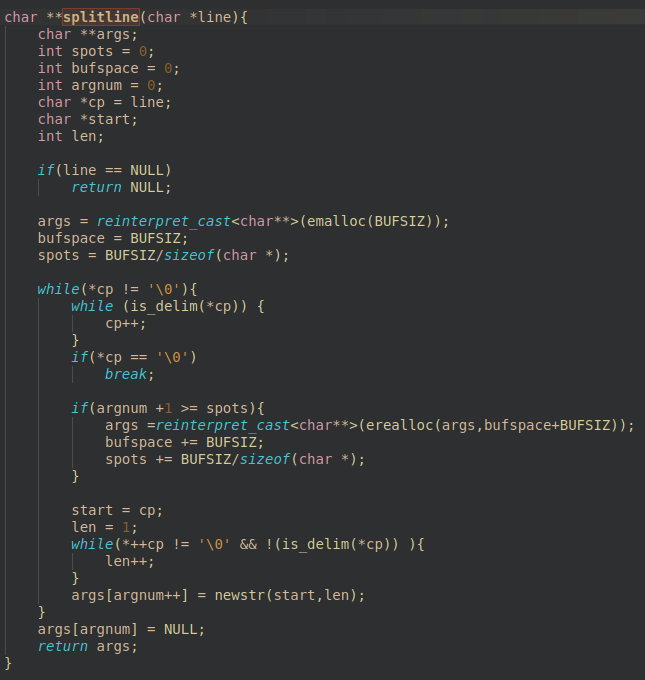 char **splitline(char *line){
    char **args;
    int spots = 0;
    int bufspace = 0;
    int argnum = 0;
    char *cp = line;
    char *start;
    int len;

    if(line == NULL)
        return NULL;

    args = reinterpret_cast<char**>(emalloc(BUFSIZ));
    bufspace = BUFSIZ;
    spots = BUFSIZ/sizeof(char *);

    while(*cp != '\0'){
        while (is_delim(*cp)) {
            cp++;
        }
        if(*cp == '\0')
            break;

        if(argnum +1 >= spots){
            args =reinterpret_cast<char**>(erealloc(args,bufspace+BUFSIZ));
            bufspace += BUFSIZ;
            spots += BUFSIZ/sizeof(char *);
        }

        start = cp;
        len = 1;
        while(*++cp != '\0' && !(is_delim(*cp)) ){
            len++;
        }
        args[argnum++] = newstr(start,len);
    }
    args[argnum] = NULL;
    return args;
}